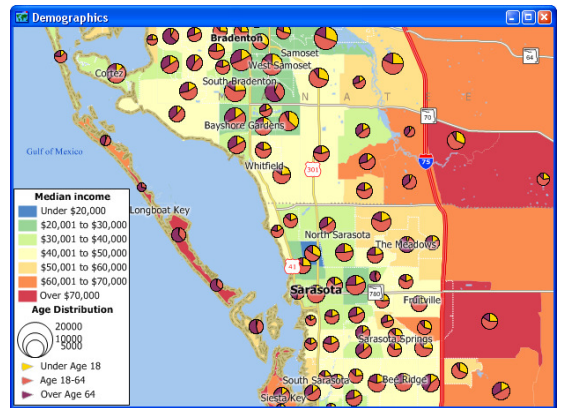 Demographics
Bradenton
Samoset
64
West Samoset
Cortez
South Bradenton
M A N A T E E
70
Bayshore Gardens
Gulf of Mexico
75
Whitfield
301
Median income
Under $20,000
$20,001 to $30,000
$30,001 to $40,000
$40,001 to $50,000
$50,001 to $60,000
$60,001 to $70,000
Over $70,000
Age Distribution
20000
10000
5000
Under Age 18
Age 18-64
Over Age 64
Longboat Key
North Sarasota
The Meadows
41
Sarasota
780
Fruitville
Sarasota Springs
South Sarasota
Bee Ridge
Siesta Key